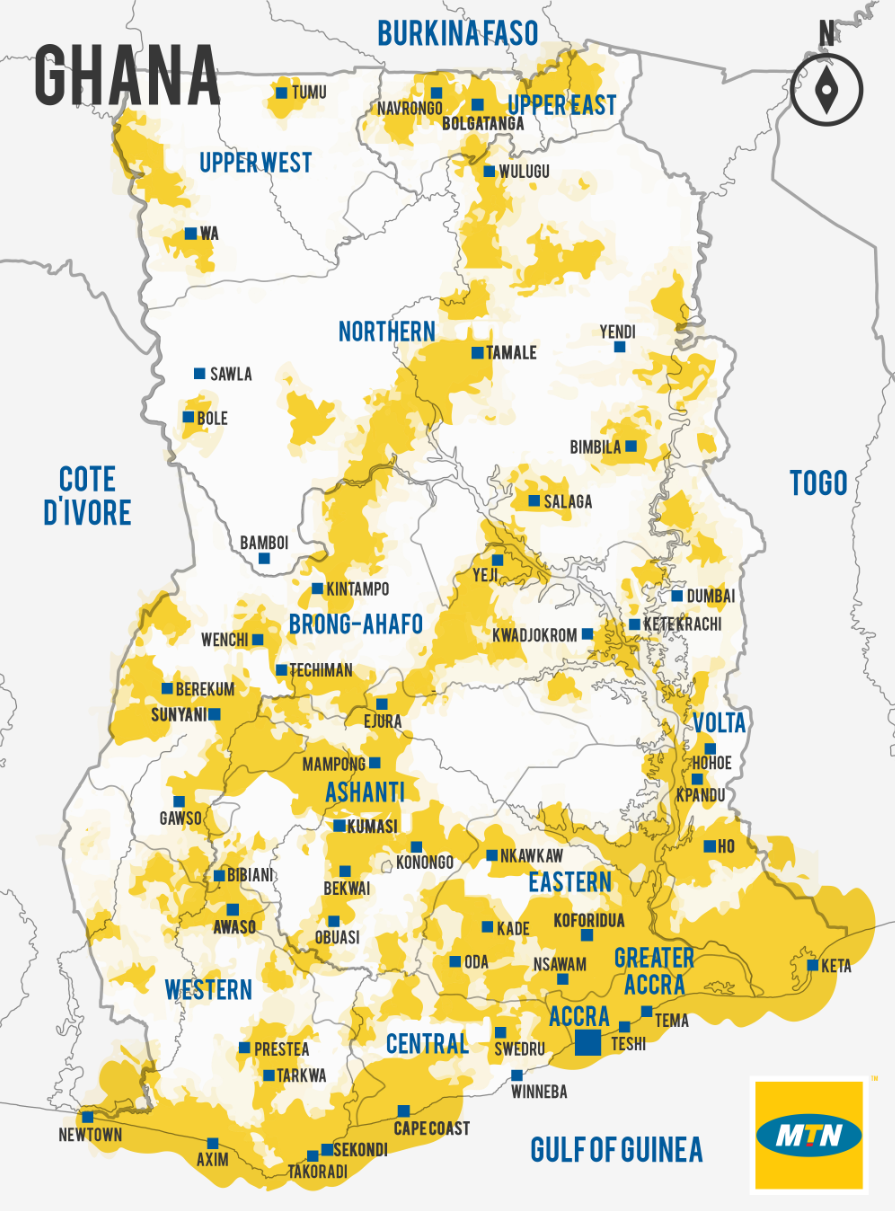 BURKINA FASO
N
GHANA
TUMU
NAVRONGO
UPPER EAST
BOLGATANGA
UPPER WEST
WULUGU
WA
NORTHERN
YENDI
TAMALE
SAWLA
BOLE
BIMBILA
COTE
D'IVORE
TOGO
SALAGA
BAMBOI
YEJI
KINTAMPO
DUMBAI
BRONG-AHAFO
KETEKRACHI
WENCHI
KWADJOKROM
TECHIMAN
BEREKUM
SUNYANI
EJURA
VOLTA
HOHOE
MAMPONG
ASHANTI
KPANDU
GAWSO
KUMASI
HO
KONONGO
NKAWKAW
BIBIANI
BEKWAI
EASTERN
AWASO
OBUASI
KADE
KOFORIDUA
ODA
NSAWAM
GREATER
ACCRA
KETA
WESTERN
ACCRA
TEMA
CENTRAL
SWEDRU
TESHI
PRESTEA
TARKWA
WINNEBA
NEWTOWN
CAPE COAST
AXIM
SEKONDI
TAKORADI
GULF OF GUINEA
MTN